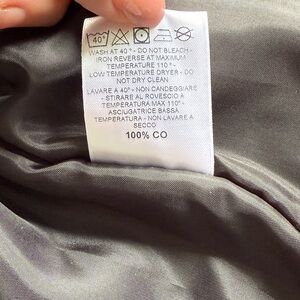 40°
WASH AT 40° - DO NOT BLEACH -
IRON REVERSE AT MAXIMUM
TEMPERATURE 110° -
LOW TEMPERATURE DRYER - DO
NOT DRY CLEAN
LAVARE A 40° - NON CANDEGGIARE
- STIRARE AL ROVESCIO A
TEMPERATURA MAX 110° -
ASCIUGATRICE BASSA
TEMPERATURA - NON LAVARE A
SECCO
100% CO